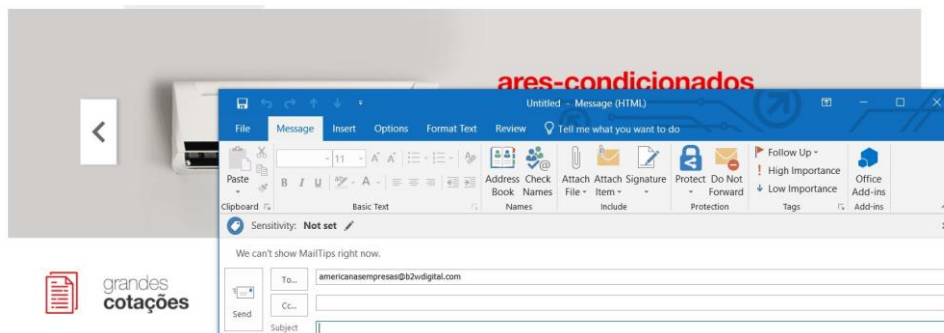 ares-condicionados
Untitled - Message (HTML)
File Message Insert Options Format Text Review Tell me what you want to do
Paste
11
B I U
Address Book
Check Names
Attach File
Attach Item
Signature
Protect
Do Not Forward
Follow Up
High Importance
Low Importance
Office Add-ins
Clipboard Basic Text Names Include Protection Tags Add-ins
Sensitivity: Not set
We can't show MailTips right now.
Send
To... americanasempresas@b2wdigital.com
Cc...
Subject
grandes
cotações